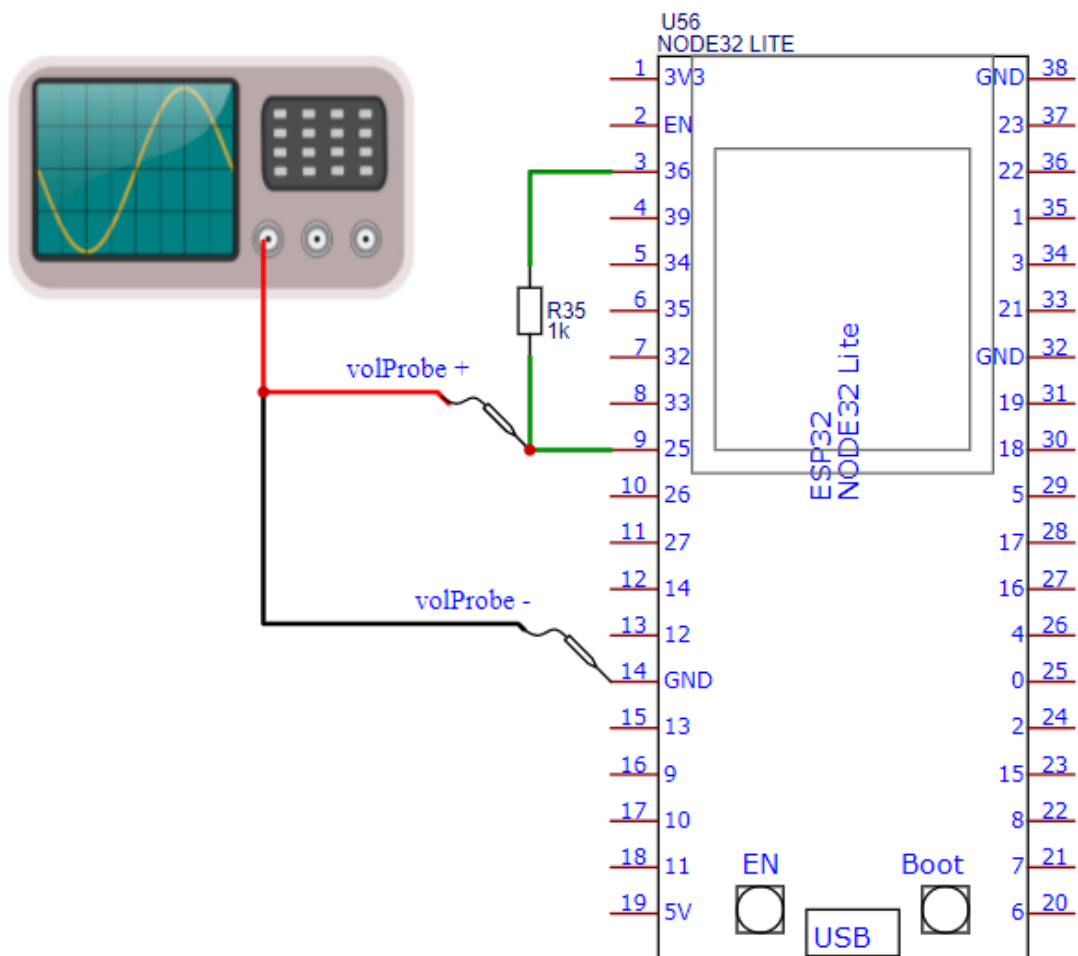 U56
NODE32 LITE
1 3V3 GND 38
2 EN 23 37
3 36 22 36
4 39 1 35
5 34 3 34
6 35 21 33
R35
1k
7 32 GND 32
volProbe +
8 33 19 31
9 25 18 30
ESP32
NODE32 Lite
10 26 5 29
11 27 17 28
12 14 16 27
volProbe -
13 12 4 26
14 GND 0 25
15 13 2 24
16 9 15 23
17 10 8 22
18 11 EN Boot 7 21
19 5V 6 20
USB